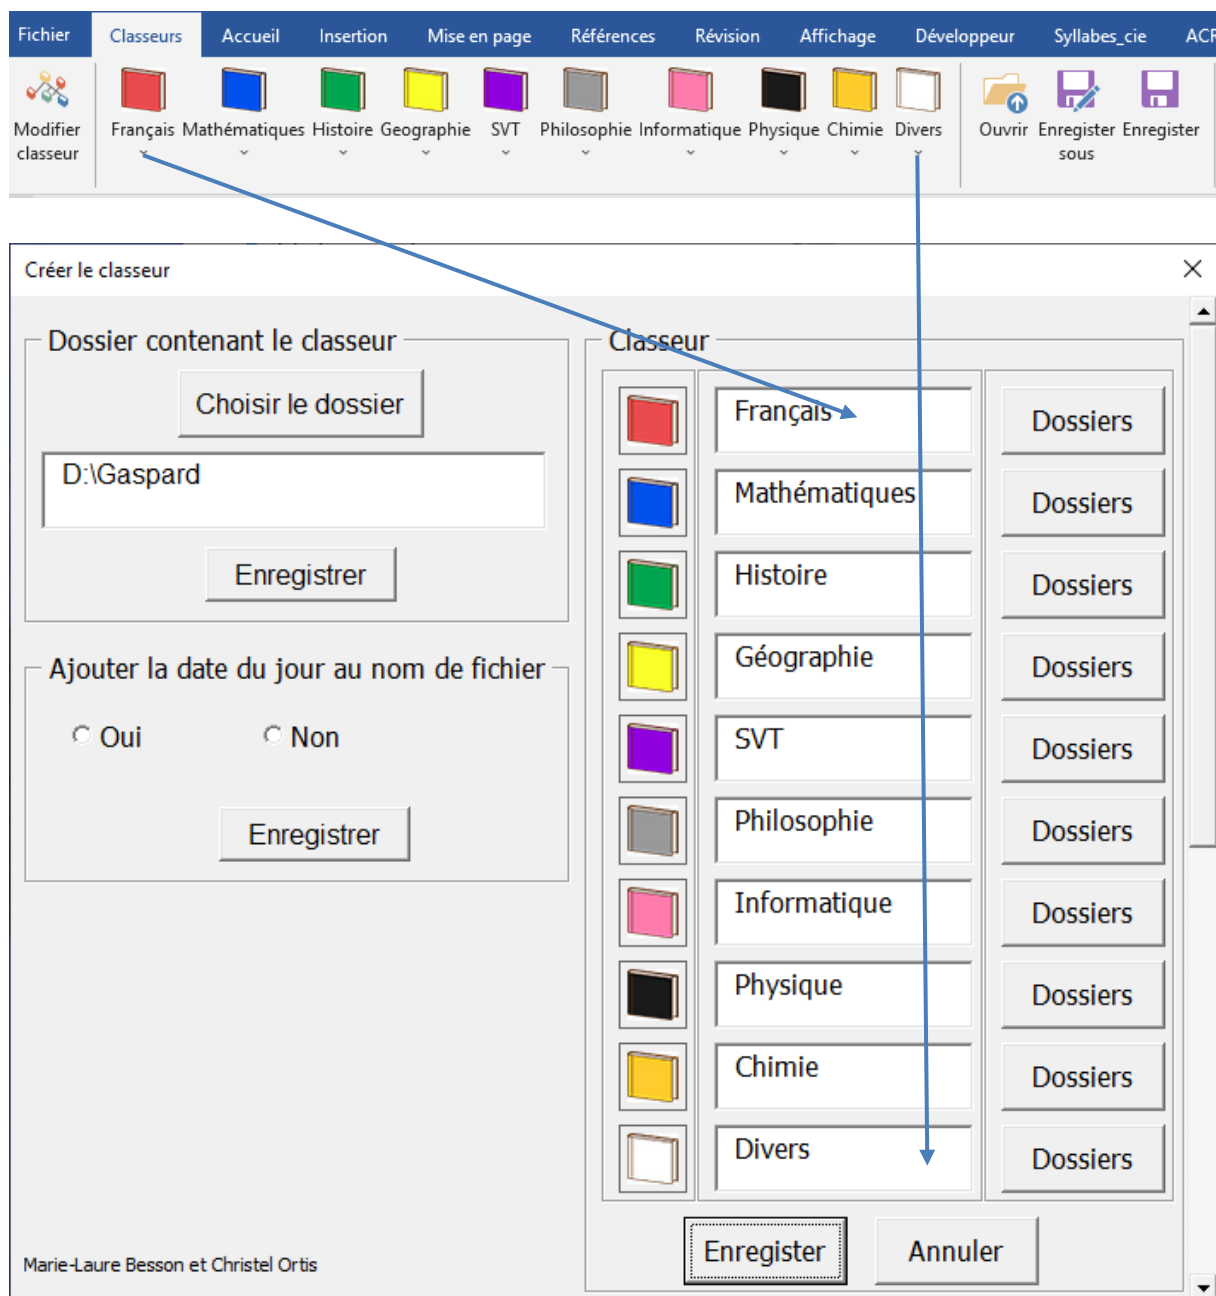 Fichier Classeurs Accueil Insertion Mise en page Références Révision Affichage Développeur Syllabes_cie ACR
Modifier classeur
Français Mathématiques Histoire Geographie SVT Philosophie Informatique Physique Chimie Divers
Ouvrir Enregister sous Enregister
Créer le classeur
Dossier contenant le classeur
Choisir le dossier
D:\Gaspard
Enregistrer
Ajouter la date du jour au nom de fichier
Oui Non
Enregistrer
Classeur
Français Dossiers
Mathématiques Dossiers
Histoire Dossiers
Géographie Dossiers
SVT Dossiers
Philosophie Dossiers
Informatique Dossiers
Physique Dossiers
Chimie Dossiers
Divers Dossiers
Enregister Annuler
Marie-Laure Besson et Christel Ortis